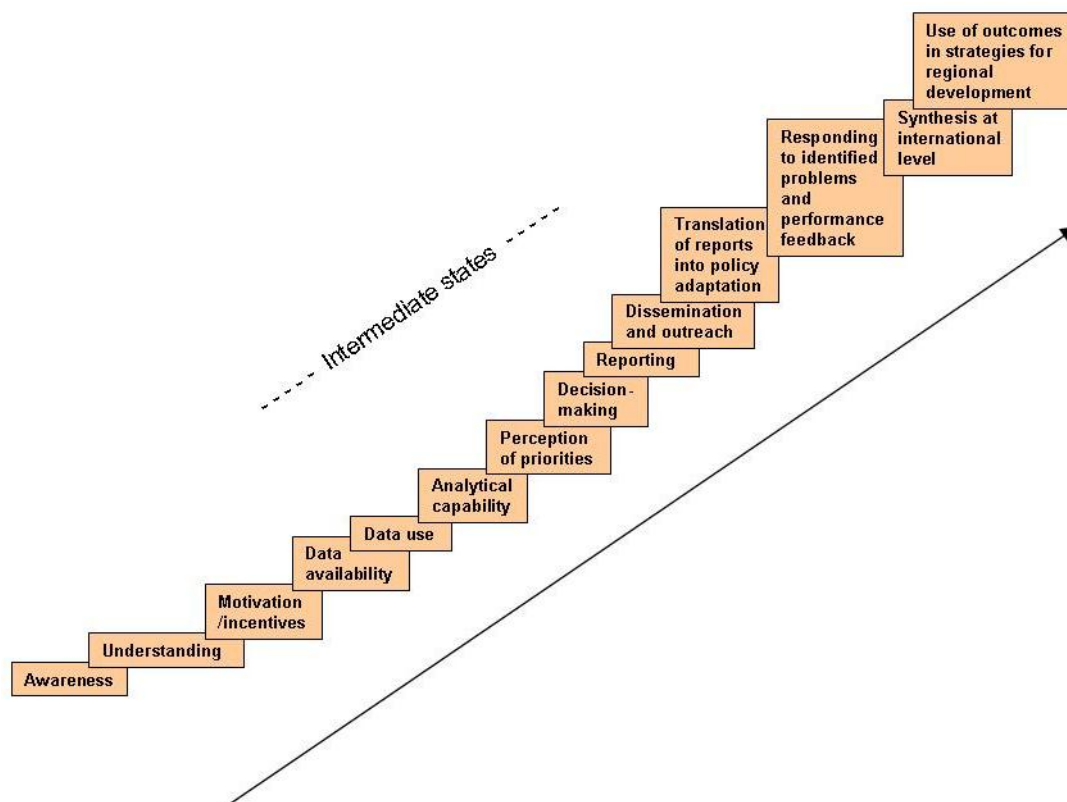 Use of outcomes
in strategies for
regional
development
Synthesis at
international
level
Responding
to identified
problems
and
performance
feedback
Translation
of reports
into policy
adaptation
Dissemination
and outreach
Reporting
Decision-
making
Perception
of priorities
Analytical
capability
Data use
Data
availability
Motivation
/incentives
Understanding
Awareness
Intermediate states